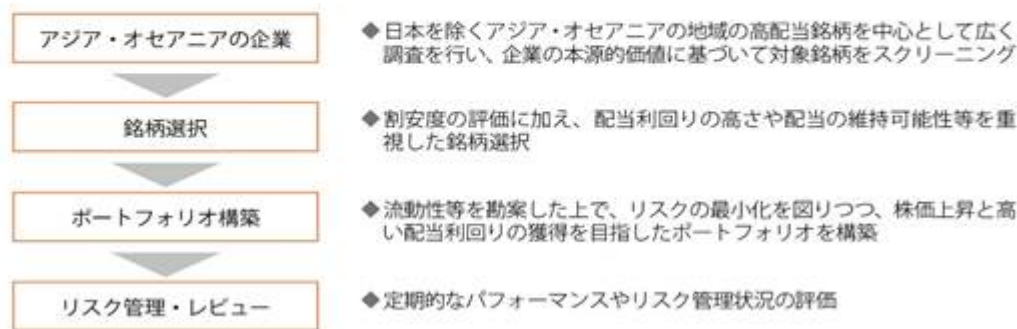 アジア・オセアニアの企業
◆日本を除くアジア・オセアニアの地域の高配当銘柄を中心として広く
調査を行い、企業の本源的価値に基づいて対象銘柄をスクリーニング
銘柄選択
◆割安度の評価に加え、配当利回りの高さや配当の維持可能性等を重
視した銘柄選択
ポートフォリオ構築
◆流動性等を勘案した上で、リスクの最小化を図りつつ、株価上昇と高
い配当利回りの獲得を目指したポートフォリオを構築
リスク管理・レビュー
◆定期的なパフォーマンスやリスク管理状況の評価